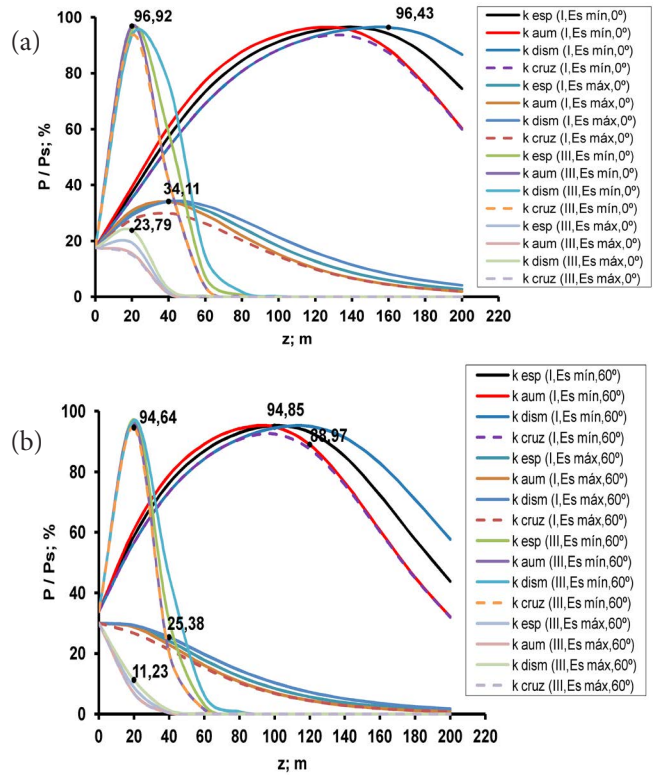 (a)
P / Ps; %
100
80
60
40
20
0
96,92
96,43
34,11
23,79
0 20 40 60 80 100 120 140 160 180 200 220
z; m
k esp (I,Es mín,0º)
k aum (I,Es mín,0º)
k dism (I,Es mín,0º)
k cruz (I,Es mín,0º)
k esp (I,Es máx,0º)
k aum (I,Es máx,0º)
k dism (I,Es máx,0º)
k cruz (I,Es máx,0º)
k esp (III,Es mín,0º)
k aum (III,Es mín,0º)
k dism (III,Es mín,0º)
k cruz (III,Es mín,0º)
k esp (III,Es máx,0º)
k aum (III,Es máx,0º)
k dism (III,Es máx,0º)
k cruz (III,Es máx,0º)
(b)
P / Ps; %
100
80
60
40
20
0
94,64
94,85
88,97
25,38
11,23
0 20 40 60 80 100 120 140 160 180 200 220
z; m
k esp (I,Es mín,60º)
k aum (I,Es mín,60º)
k dism (I,Es mín,60º)
k cruz (I,Es mín,60º)
k esp (I,Es máx,60º)
k aum (I,Es máx,60º)
k dism (I,Es máx,60º)
k cruz (I,Es máx,60º)
k esp (III,Es mín,60º)
k aum (III,Es mín,60º)
k dism (III,Es mín,60º)
k cruz (III,Es mín,60º)
k esp (III,Es máx,60º)
k aum (III,Es máx,60º)
k dism (III,Es máx,60º)
k cruz (III,Es máx,60º)